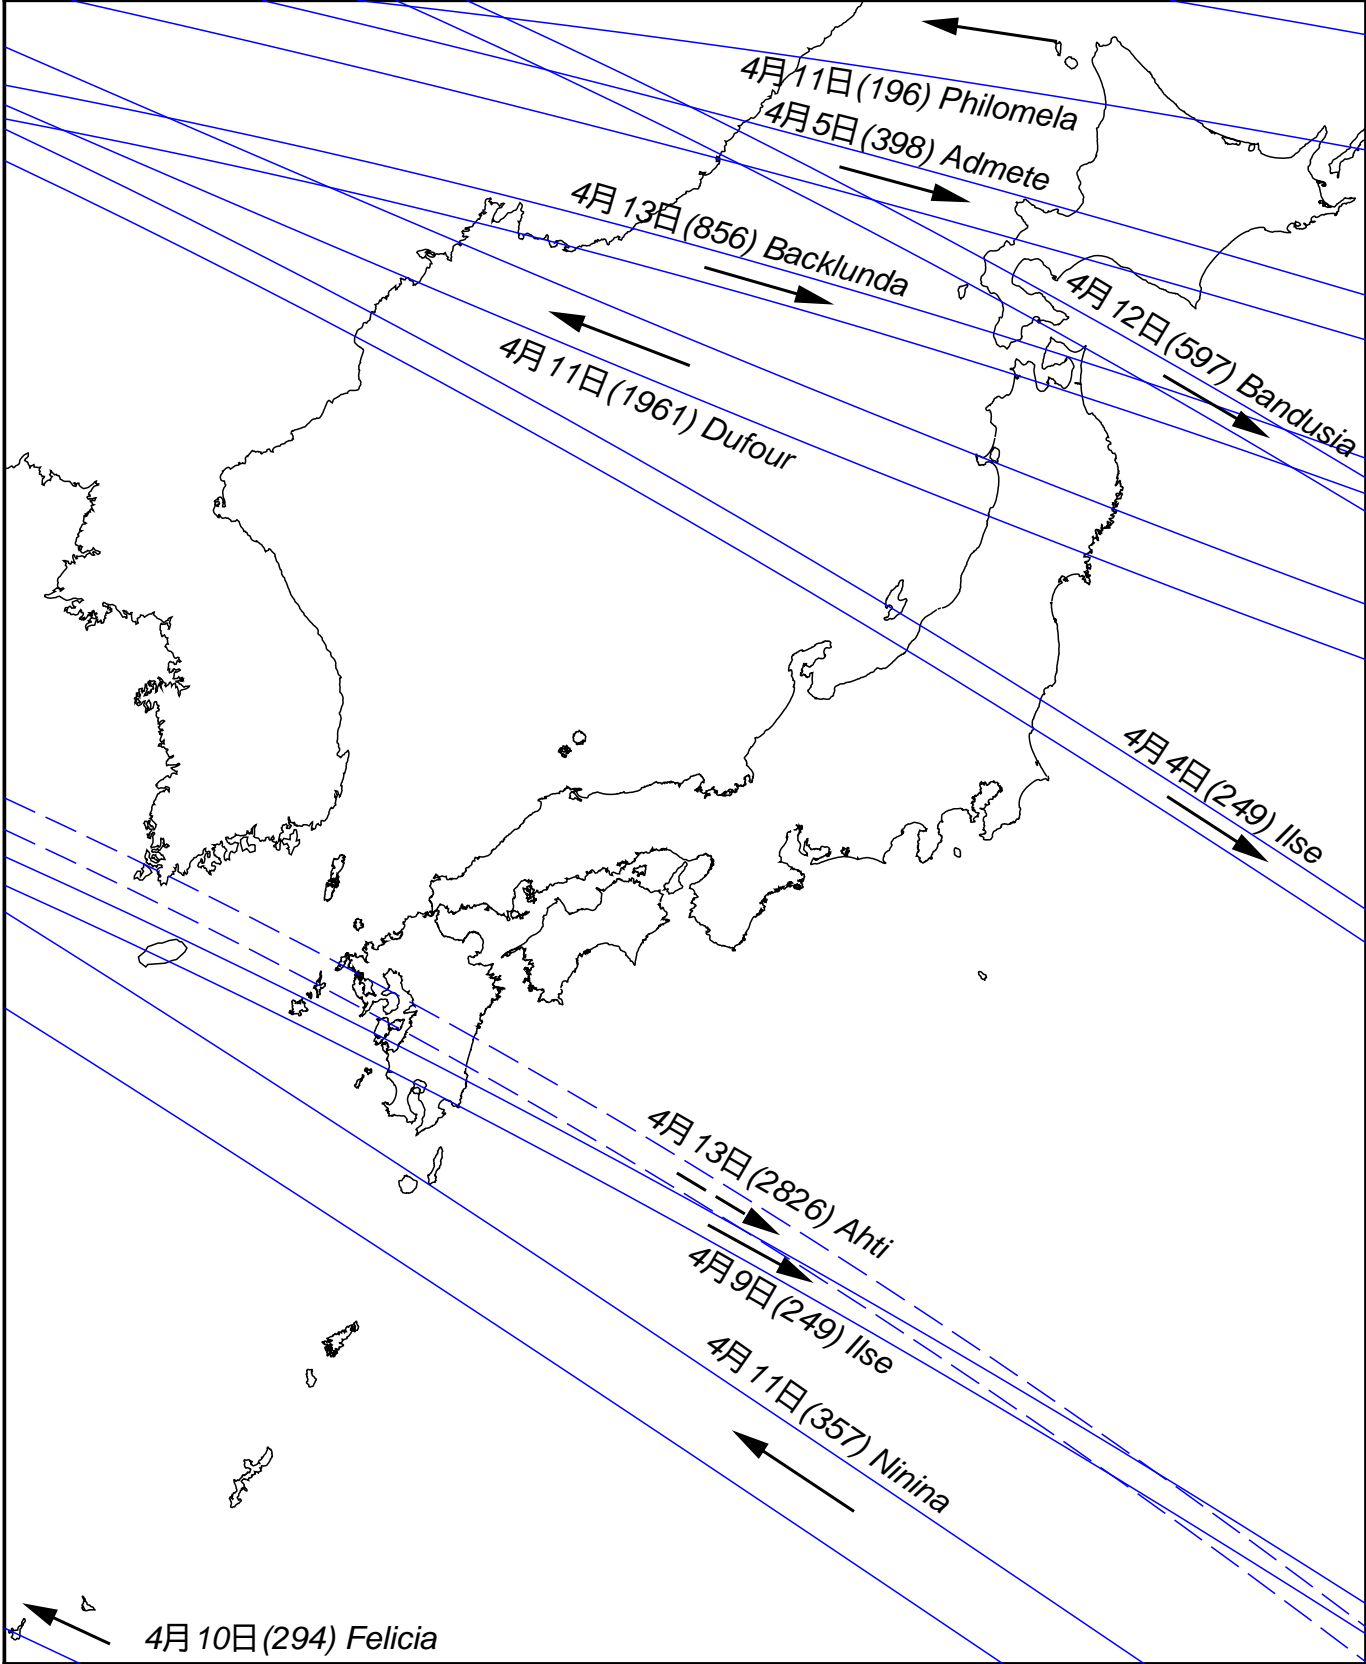 4月11日(196) Philomela
4月5日(398) Admete
4月13日(856) Backlunda
4月12日(597) Bandusia
4月11日(1961) Dufour
4月4日(249) Ilse
4月13日(2826) Ahti
4月9日(249) Ilse
4月11日(357) Ninina
4月10日(294) Felicia